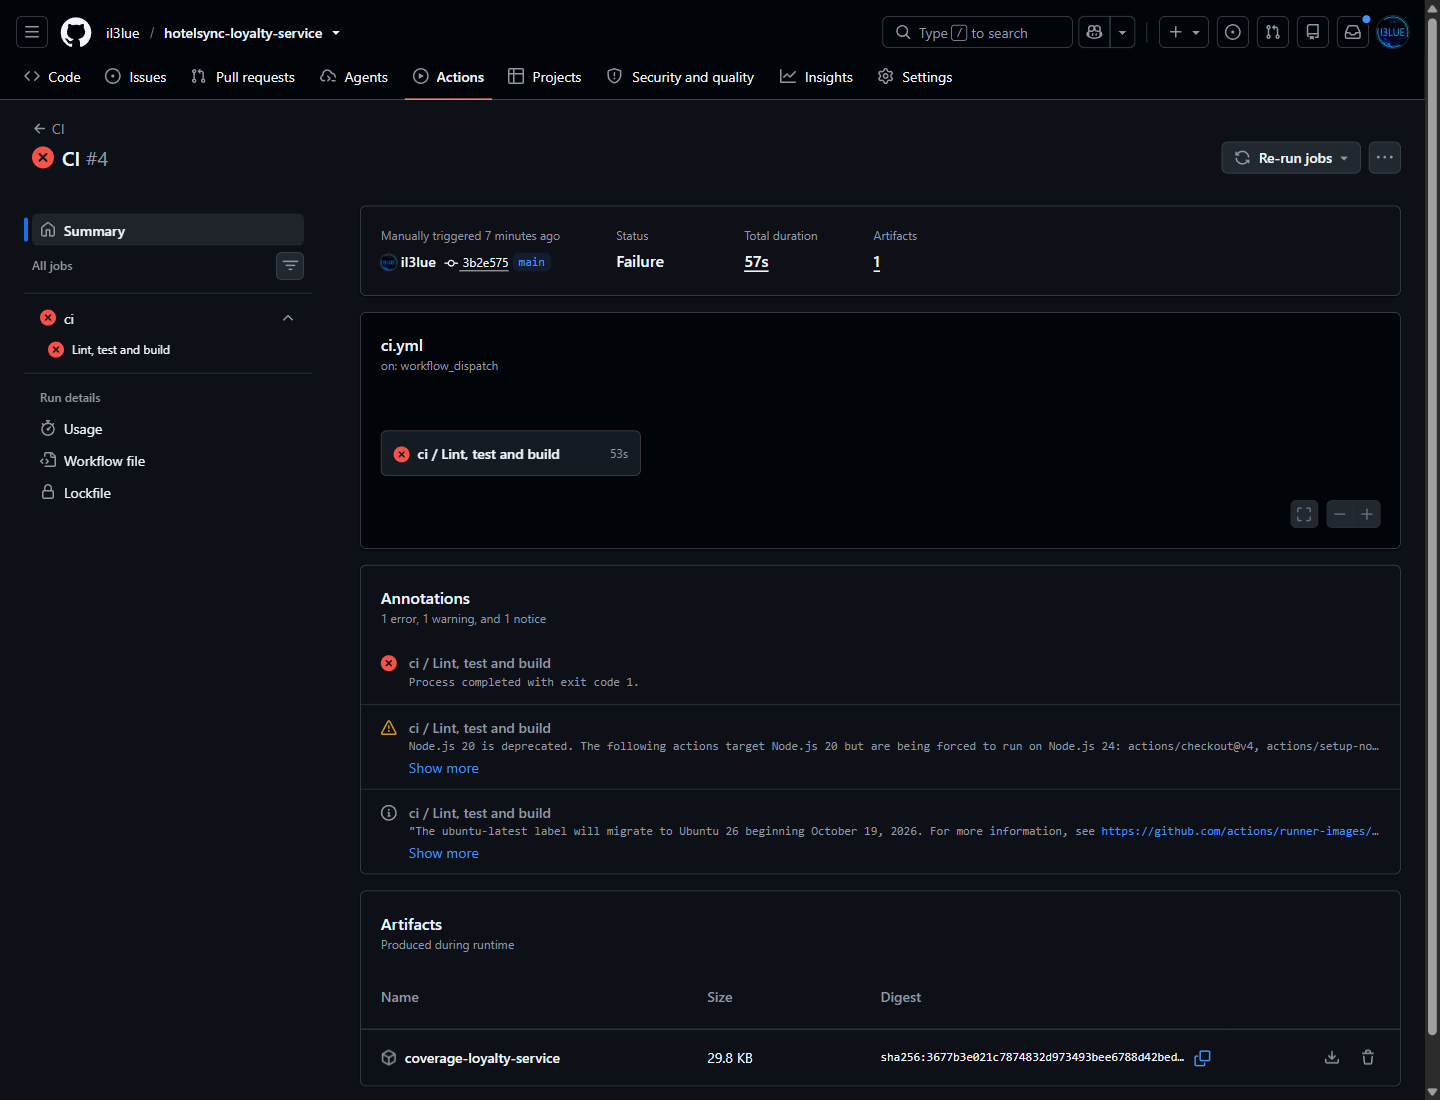 il3lue / hotelsync-loyalty-service
Type / to search
I3LUE
Code
Issues
Pull requests
Agents
Actions
Projects
Security and quality
Insights
Settings
CI
CI #4
Re-run jobs
Summary
All jobs
ci
Lint, test and build
Run details
Usage
Workflow file
Lockfile
Manually triggered 7 minutes ago
il3lue 3b2e575 main
Status
Failure
Total duration
57s
Artifacts
1
ci.yml
on: workflow_dispatch
ci / Lint, test and build 53s
Annotations
1 error, 1 warning, and 1 notice
ci / Lint, test and build
Process completed with exit code 1.
ci / Lint, test and build
Node.js 20 is deprecated. The following actions target Node.js 20 but are being forced to run on Node.js 24: actions/checkout@v4, actions/setup-no…
Show more
ci / Lint, test and build
"The ubuntu-latest label will migrate to Ubuntu 26 beginning October 19, 2026. For more information, see https://github.com/actions/runner-images/…
Show more
Artifacts
Produced during runtime
Name Size Digest
coverage-loyalty-service 29.8 KB sha256:3677b3e021c7874832d973493bee6788d42bed…